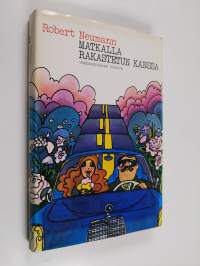 Robert Neumann
MATKALLA
RAKASTETUN KANSSA